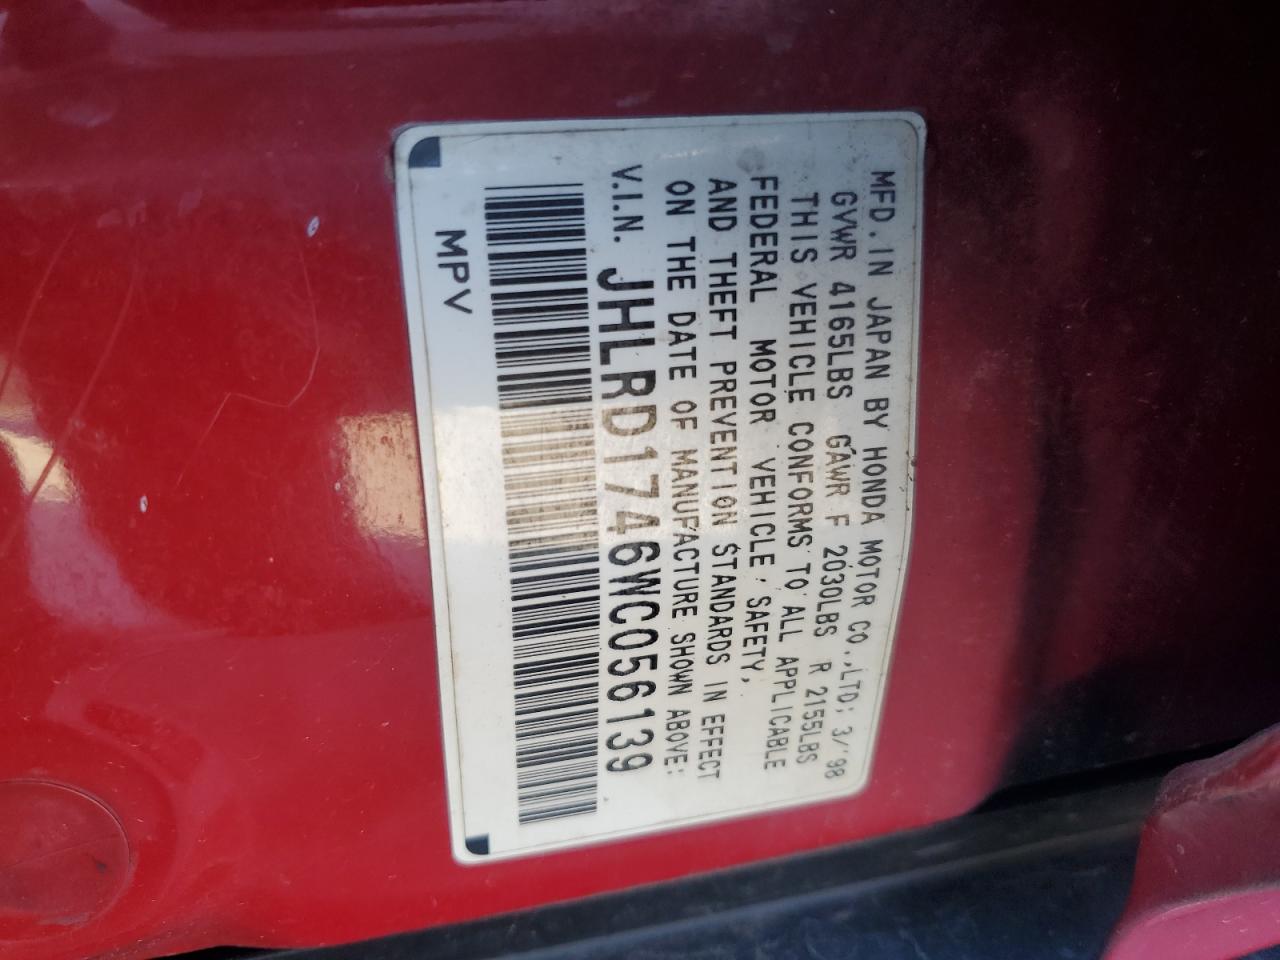 MFD. IN JAPAN BY HONDA MOTOR CO.,LTD; 3/'98
GVWR 4165LBS GAWR F 2030LBS R 2155LBS
THIS VEHICLE CONFORMS TO ALL APPLICABLE
FEDERAL MOTOR VEHICLE SAFETY,
AND THEFT PREVENTION STANDARDS IN EFFECT
ON THE DATE OF MANUFACTURE SHOWN ABOVE:
V.I.N. JHLRD1746WC056139
MPV